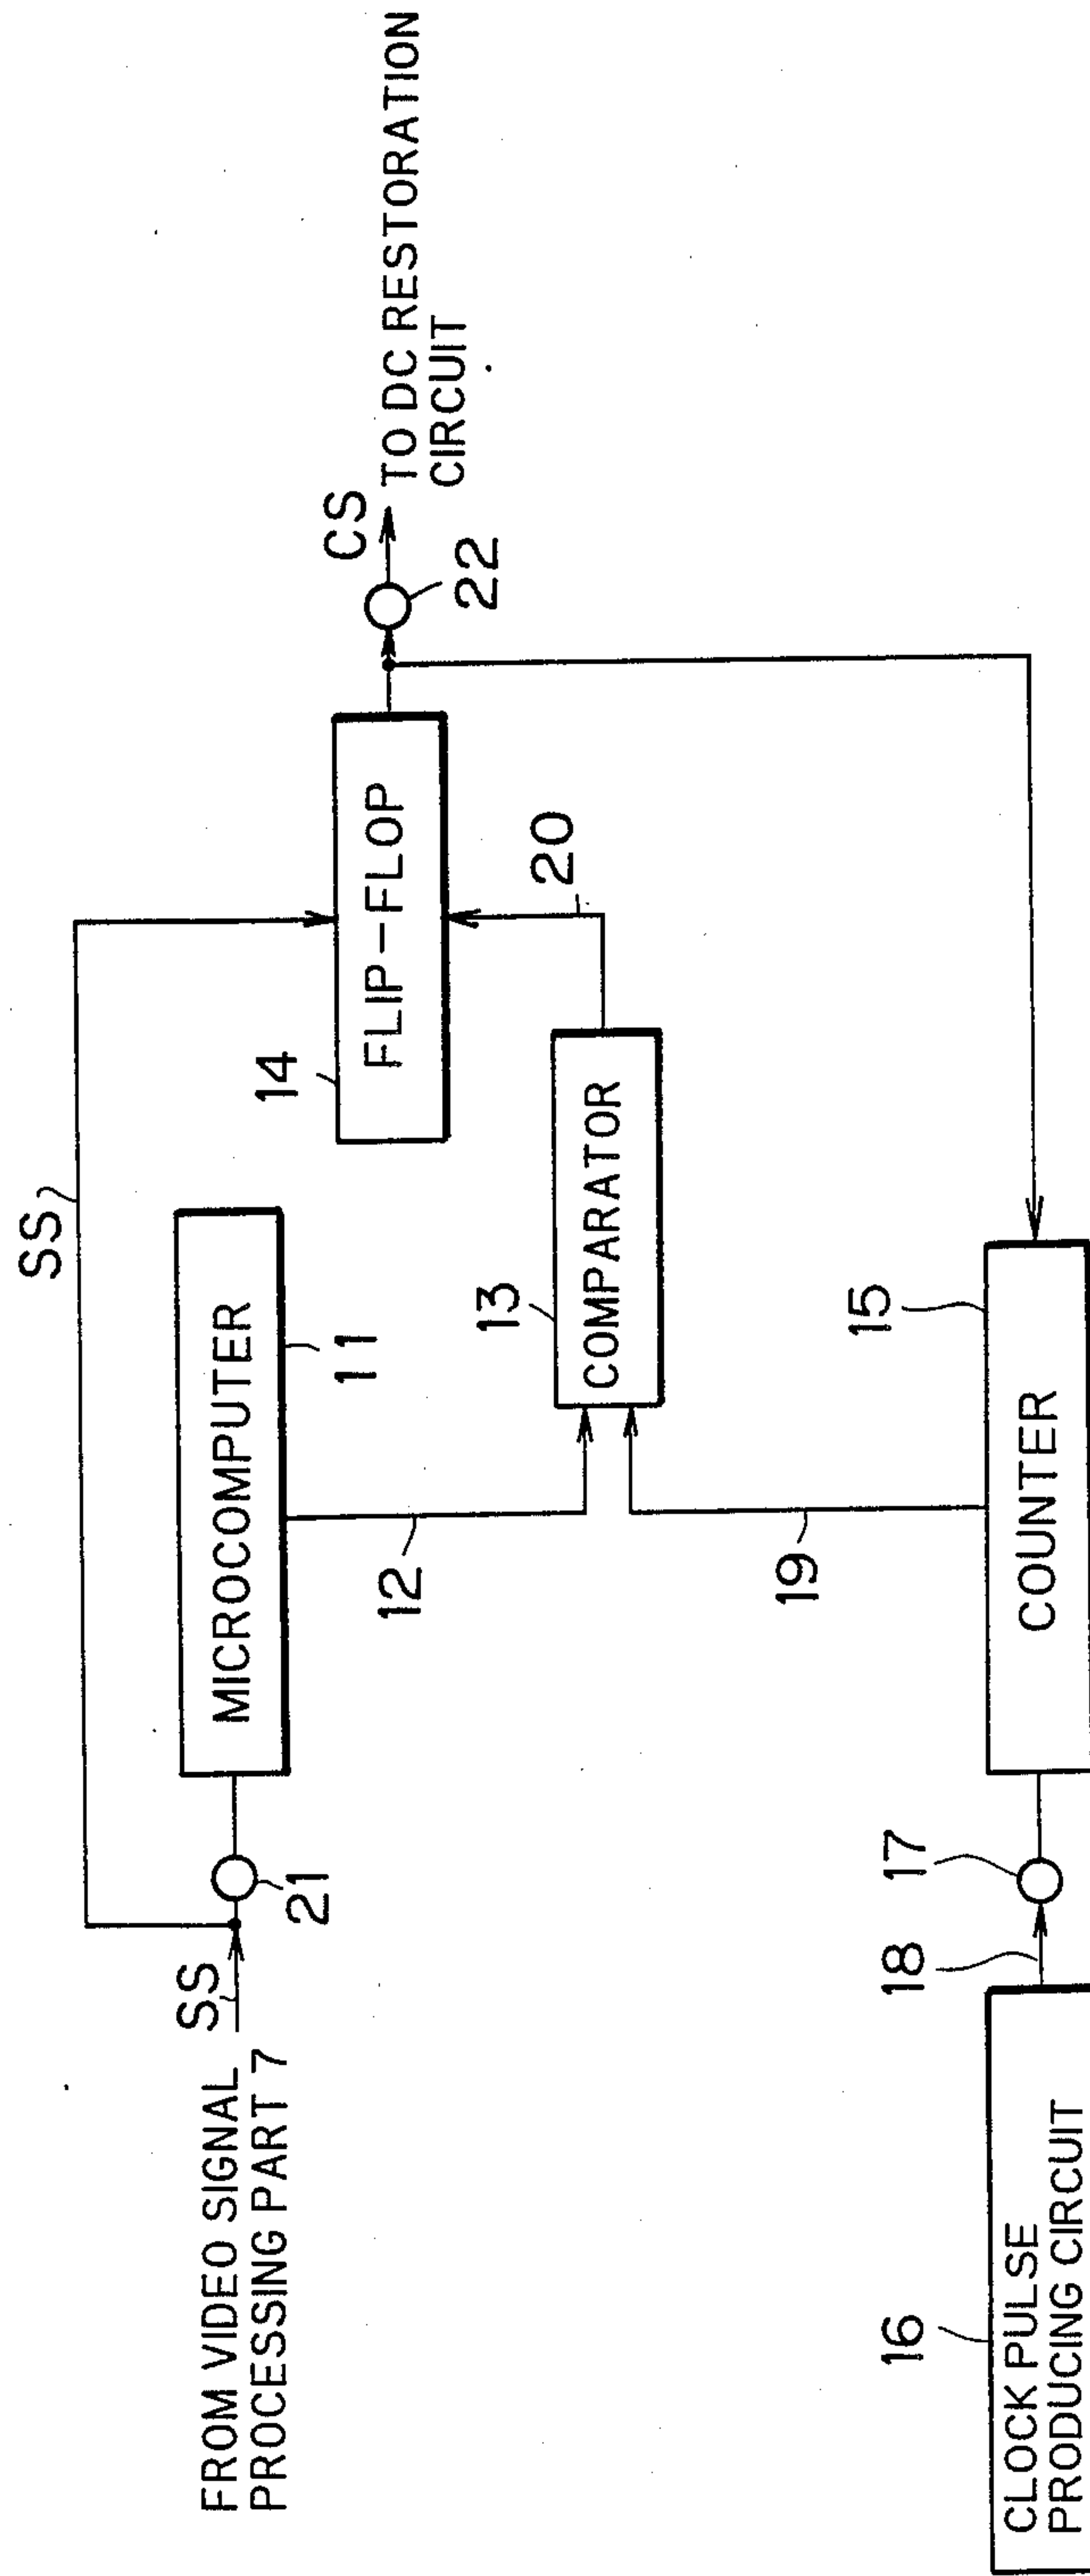 SS
FROM VIDEO SIGNAL
PROCESSING PART 7
SS
21
MICROCOMPUTER
11
12
14
FLIP-FLOP
CS
22
TO DC RESTORATION
CIRCUIT
13
COMPARATOR
20
19
16
CLOCK PULSE
PRODUCING CIRCUIT
18
17
15
COUNTER